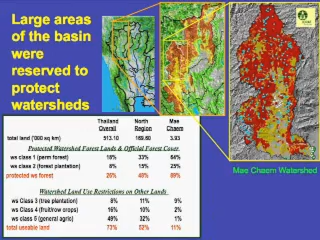 Large areas
of the basin
were
reserved to
protect
watersheds
Thailand North Mae
Overall Region Chaem
total land ('000 sq km) 513.10 169.60 3.93
Protected Watershed Forest Lands & Official Forest Cover
ws class 1 (perm forest) 18% 33% 64%
ws class 2 (forest plantation) 8% 15% 25%
protected ws forest 26% 48% 89%
Watershed Land Use Restrictions on Other Lands
ws Class 3 (tree plantation) 8% 11% 9%
ws Class 4 (fruit/row crops) 16% 10% 2%
ws class 5 (general agric) 49% 32% 1%
total useable land 73% 52% 11%
Mae Chaem Watershed